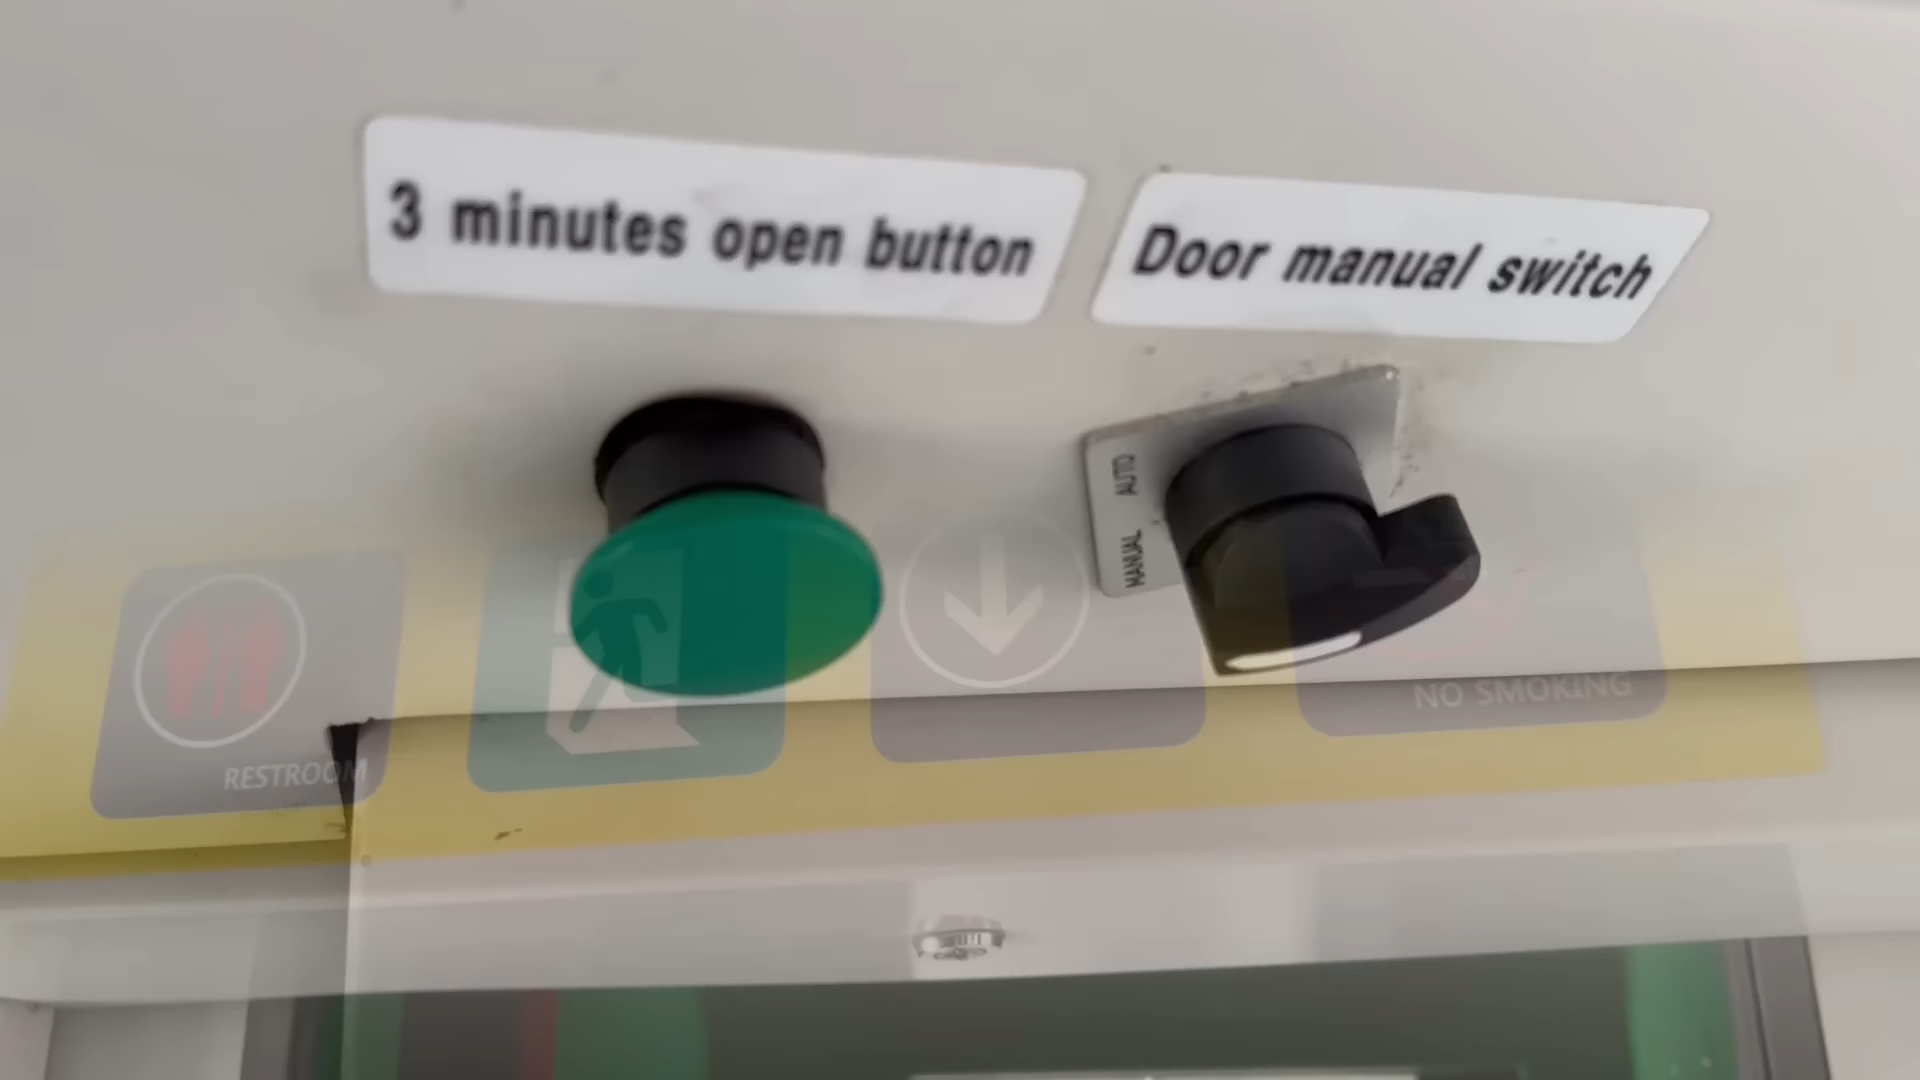 3 minutes open button
Door manual switch
AUTO
MANUAL
NO SMOKING
RESTROOM